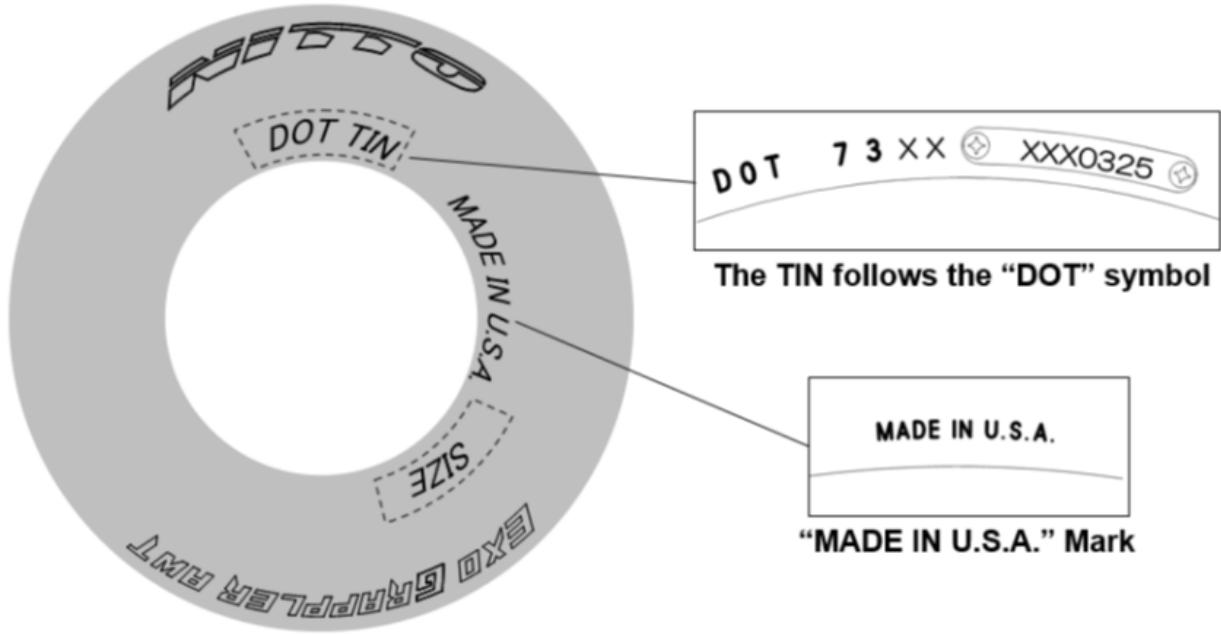 NITTO
DOT TIN
MADE IN U.S.A.
SIZE
EXO GRAPPLER AWT
DOT 73XX XXX0325
The TIN follows the “DOT” symbol
MADE IN U.S.A.
“MADE IN U.S.A.” Mark